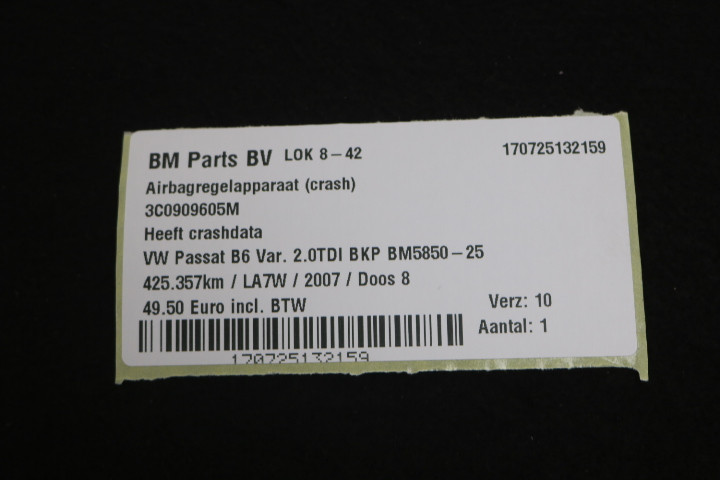 BM Parts BV LOK 8-42 170725132159
Airbagregelapparaat (crash)
3C0909605M
Heeft crashdata
VW Passat B6 Var. 2.0TDI BKP BM5850-25
425.357km / LA7W / 2007 / Doos 8
49.50 Euro incl. BTW Verz: 10
Aantal: 1
170725132159